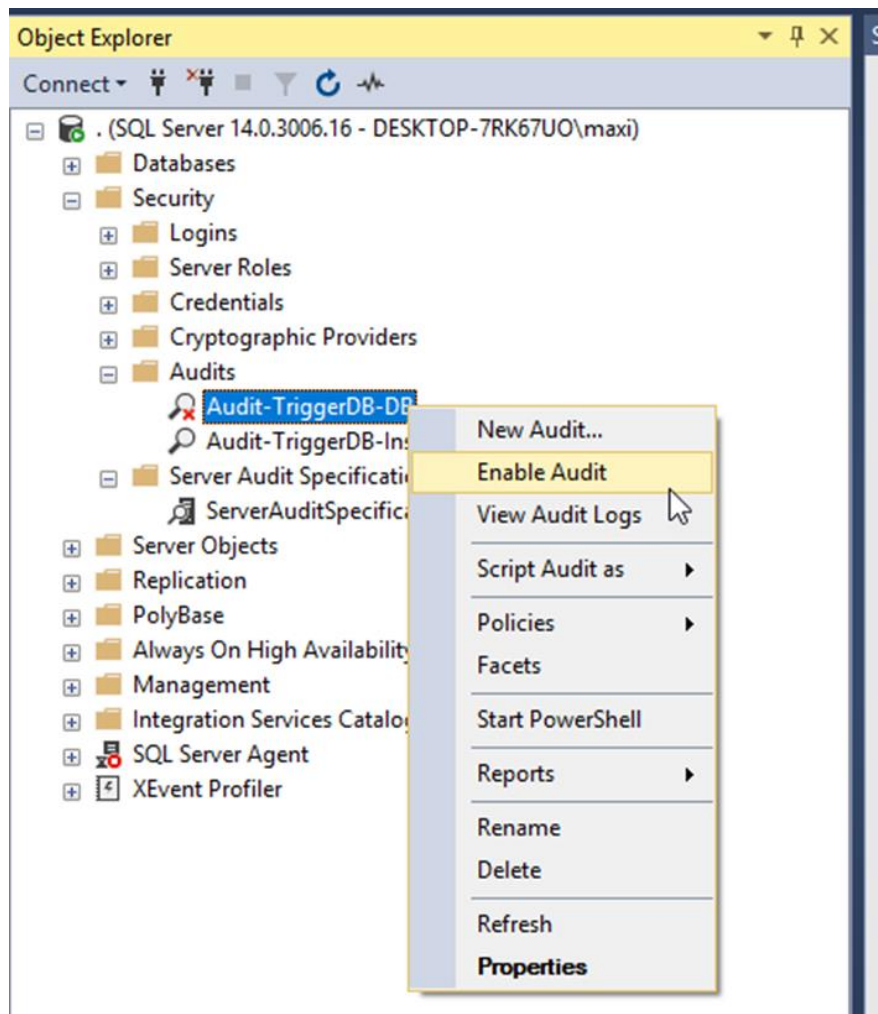 Object Explorer
Connect
. (SQL Server 14.0.3006.16 - DESKTOP-7RK67UO\maxi)
Databases
Security
Logins
Server Roles
Credentials
Cryptographic Providers
Audits
Audit-TriggerDB-DB
Audit-TriggerDB-Ins
Server Audit Specificati
ServerAuditSpecifica
Server Objects
Replication
PolyBase
Always On High Availability
Management
Integration Services Catalo
SQL Server Agent
XEvent Profiler
New Audit...
Enable Audit
View Audit Logs
Script Audit as
Policies
Facets
Start PowerShell
Reports
Rename
Delete
Refresh
Properties